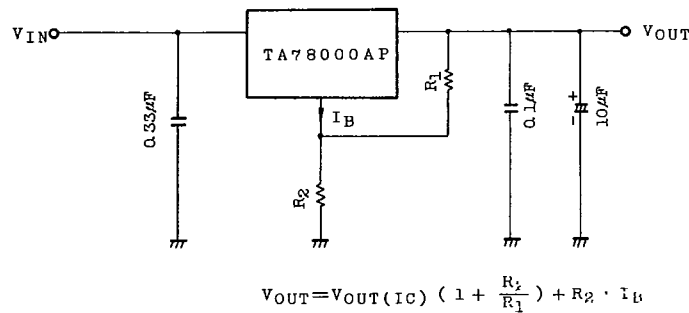 VIN
TA78000AP
VOUT
R1
IB
0.33μF
R2
0.1μF
+
-
10μF
VOUT=VOUT(IC) (1 + R2/R1) + R2 · IB